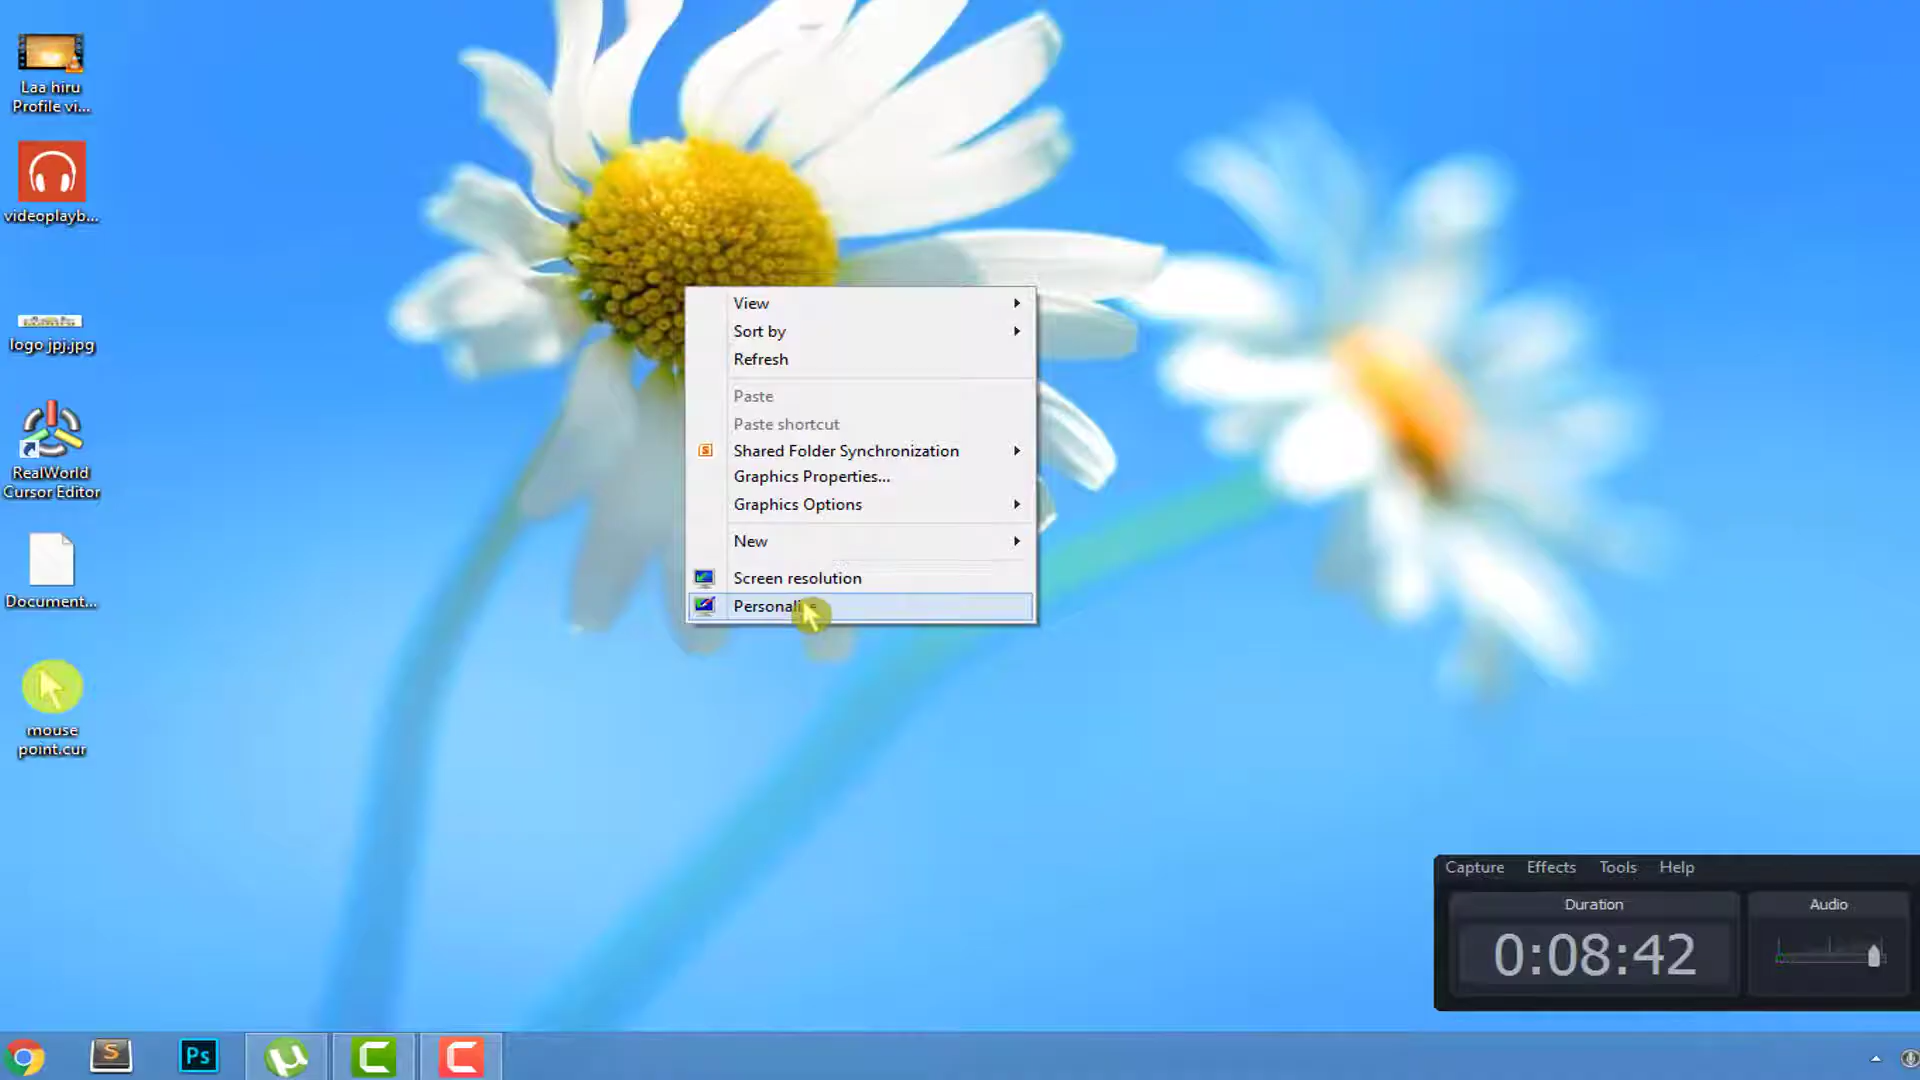 Laa hiru
Profile vi...
videoplayb...
logo jpj.jpg
RealWorld
Cursor Editor
Document...
mouse
point.cur
View
Sort by
Refresh
Paste
Paste shortcut
S
Shared Folder Synchronization
Graphics Properties...
Graphics Options
New
Screen resolution
Personalize
Capture Effects Tools Help
Duration
Audio
0:08:42
S
Ps